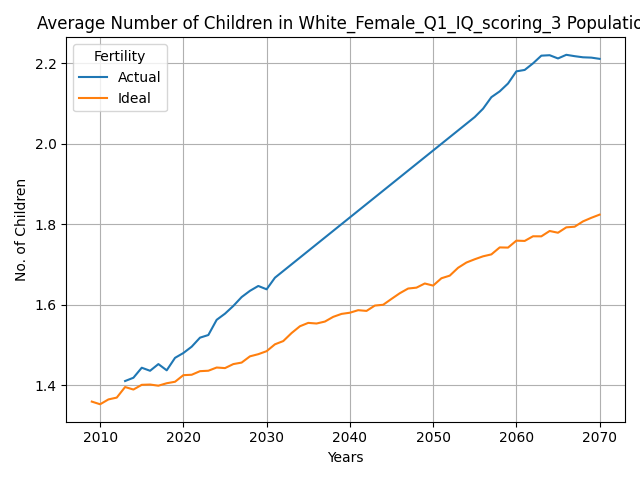 Average Number of Children in White_Female_Q1_IQ_scoring_3 Populatio
Fertility
Actual
Ideal
No. of Children
2.2
2.0
1.8
1.6
1.4
2010 2020 2030 2040 2050 2060 2070
Years